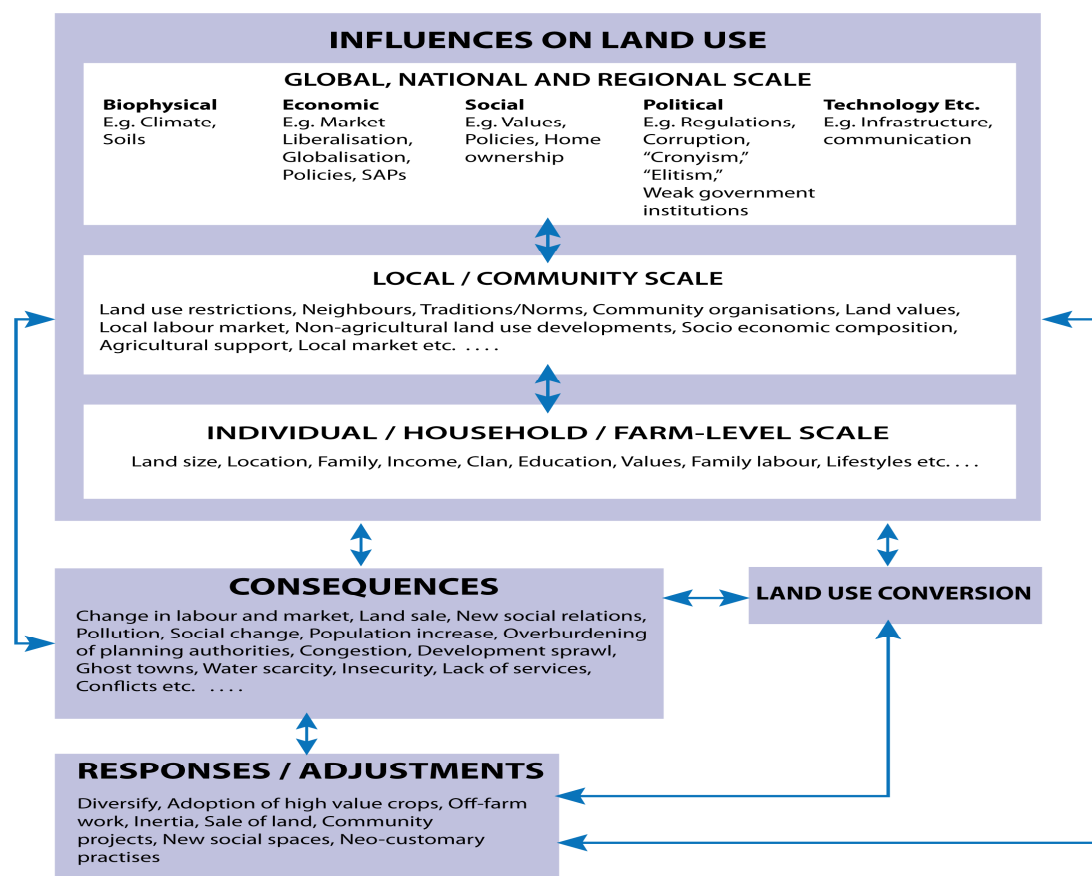 INFLUENCES ON LAND USE
GLOBAL, NATIONAL AND REGIONAL SCALE
Biophysical
E.g. Climate,
Soils
Economic
E.g. Market
Liberalisation,
Globalisation,
Policies, SAPs
Social
E.g. Values,
Policies, Home
ownership
Political
E.g. Regulations,
Corruption,
“Cronyism,”
“Elitism,”
Weak government
institutions
Technology Etc.
E.g. Infrastructure,
communication
LOCAL / COMMUNITY SCALE
Land use restrictions, Neighbours, Traditions/Norms, Community organisations, Land values,
Local labour market, Non-agricultural land use developments, Socio economic composition,
Agricultural support, Local market etc. . . . .
INDIVIDUAL / HOUSEHOLD / FARM-LEVEL SCALE
Land size, Location, Family, Income, Clan, Education, Values, Family labour, Lifestyles etc. . . .
CONSEQUENCES
Change in labour and market, Land sale, New social relations,
Pollution, Social change, Population increase, Overburdening
of planning authorities, Congestion, Development sprawl,
Ghost towns, Water scarcity, Insecurity, Lack of services,
Conflicts etc. . . . .
LAND USE CONVERSION
RESPONSES / ADJUSTMENTS
Diversify, Adoption of high value crops, Off-farm
work, Inertia, Sale of land, Community
projects, New social spaces, Neo-customary
practises